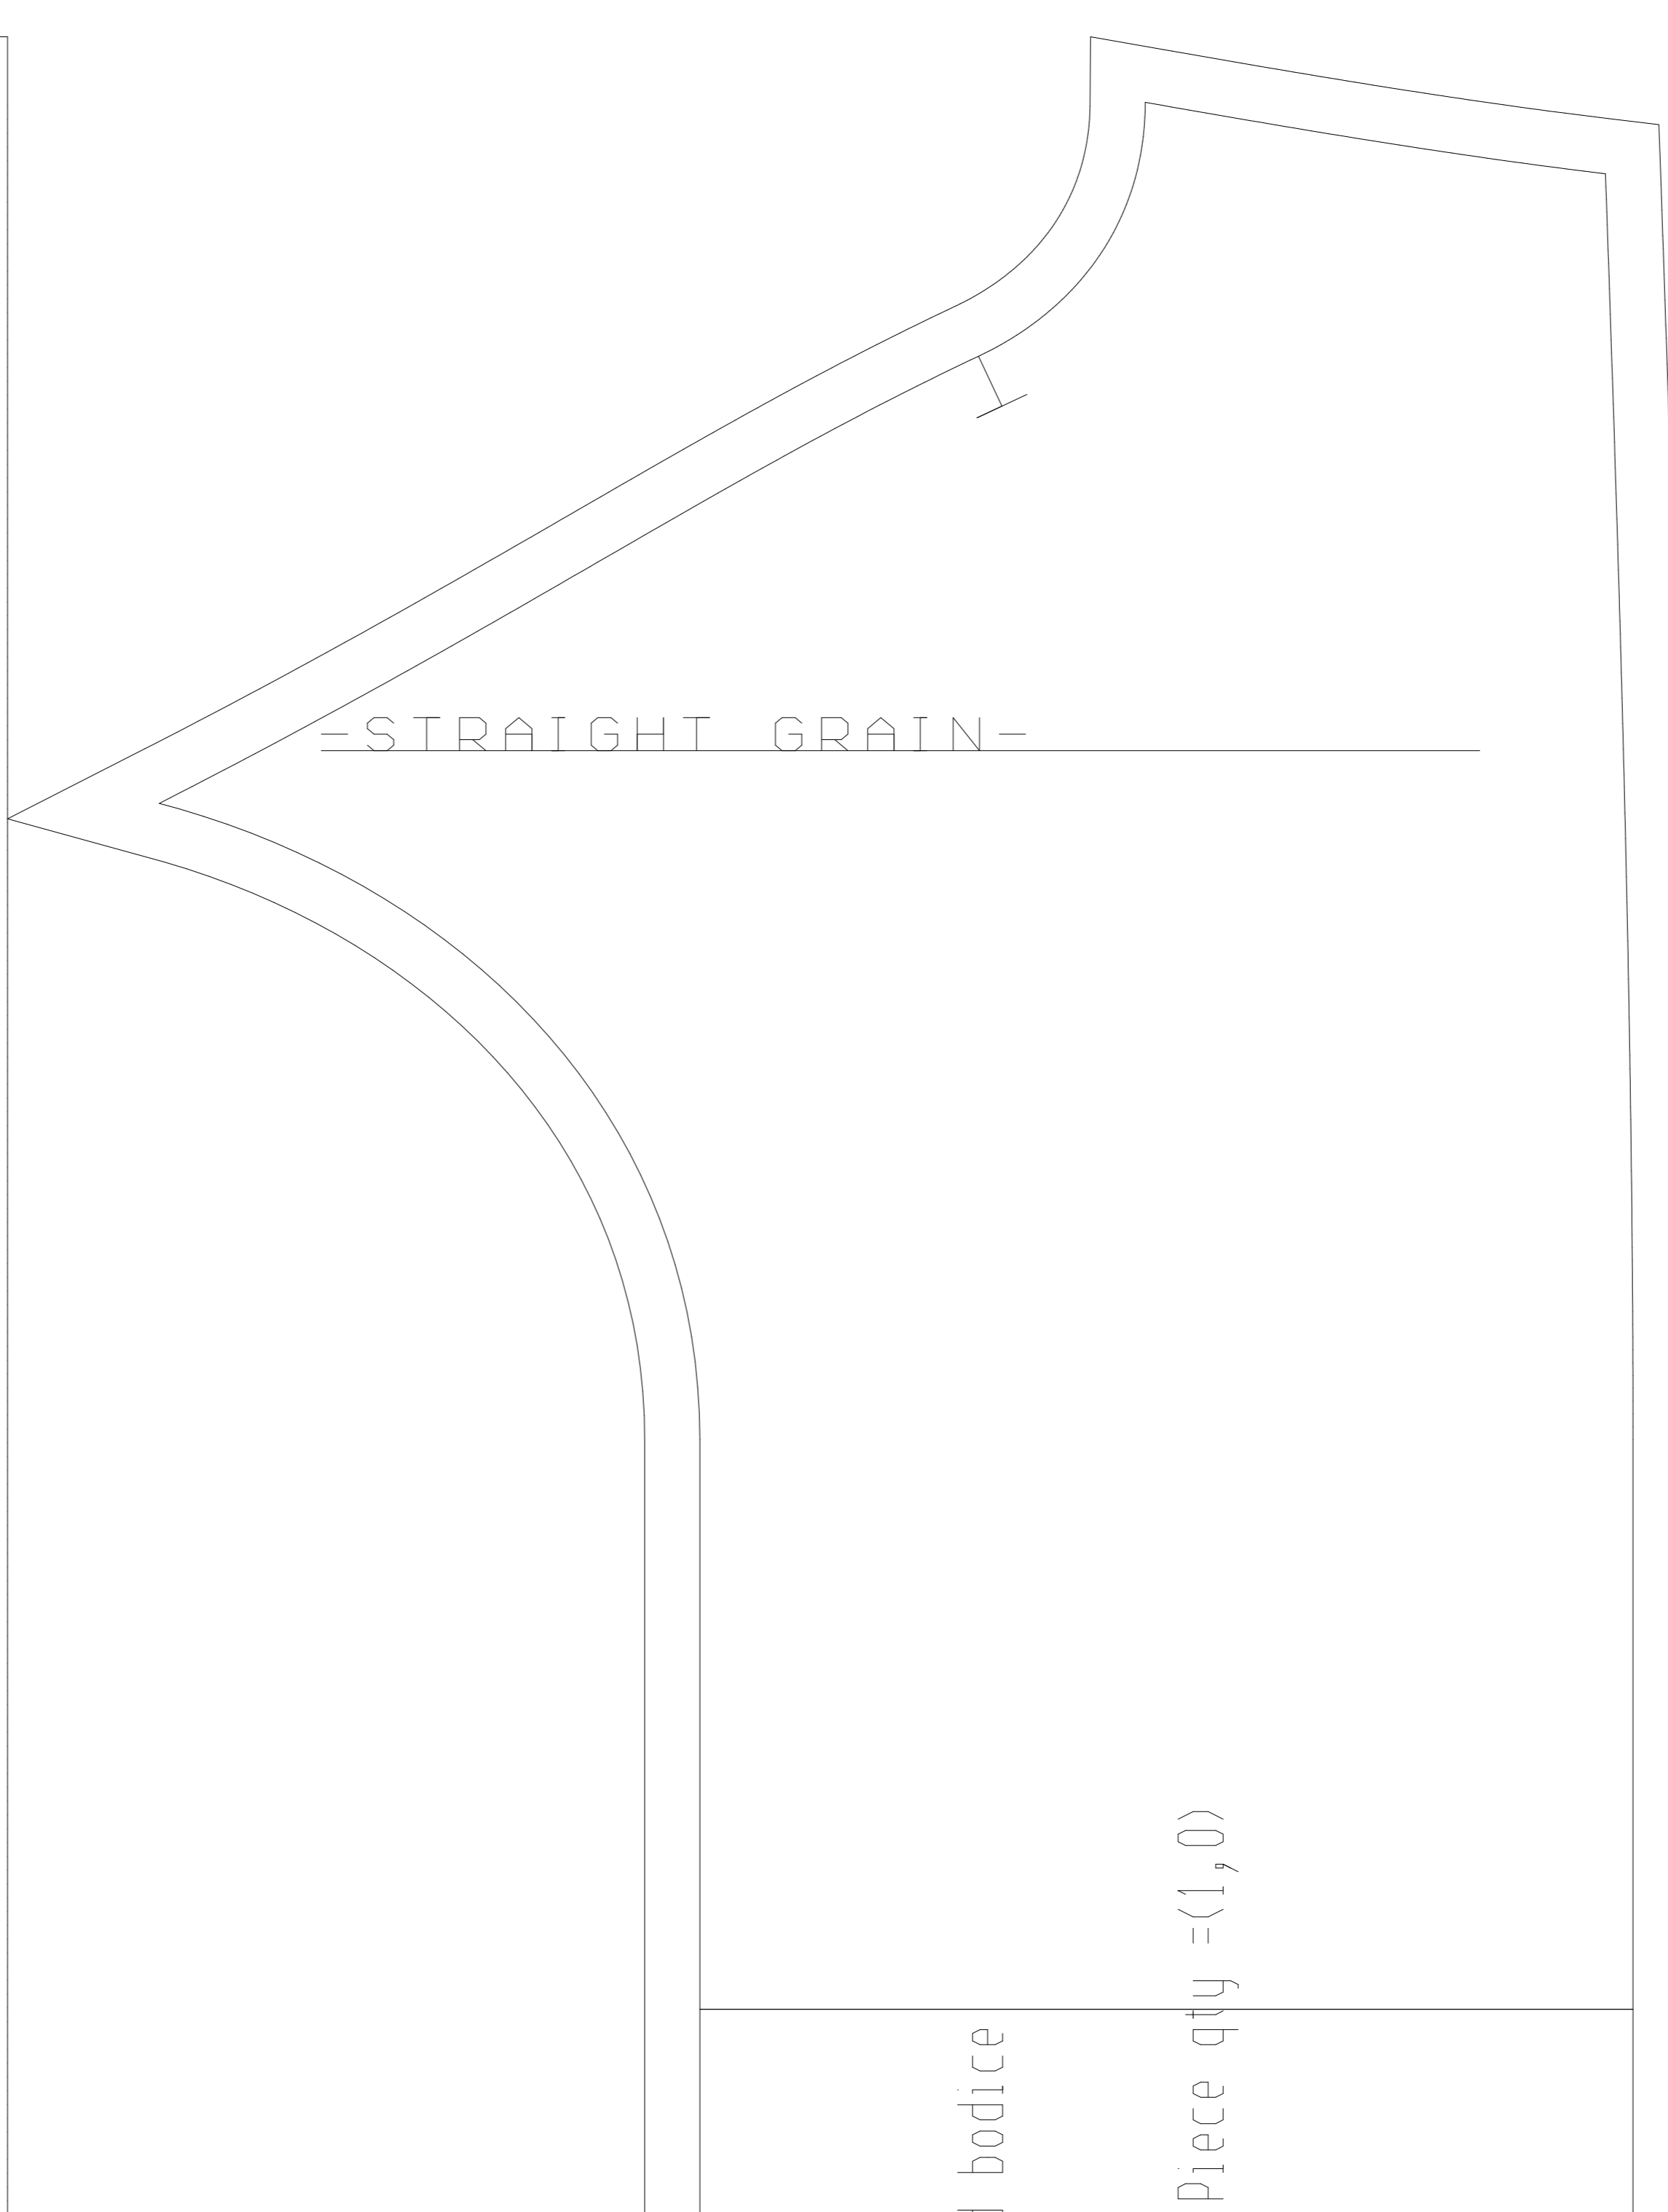 -STRAIGHT GRAIN-
bodice
Piece qty =(1,0)